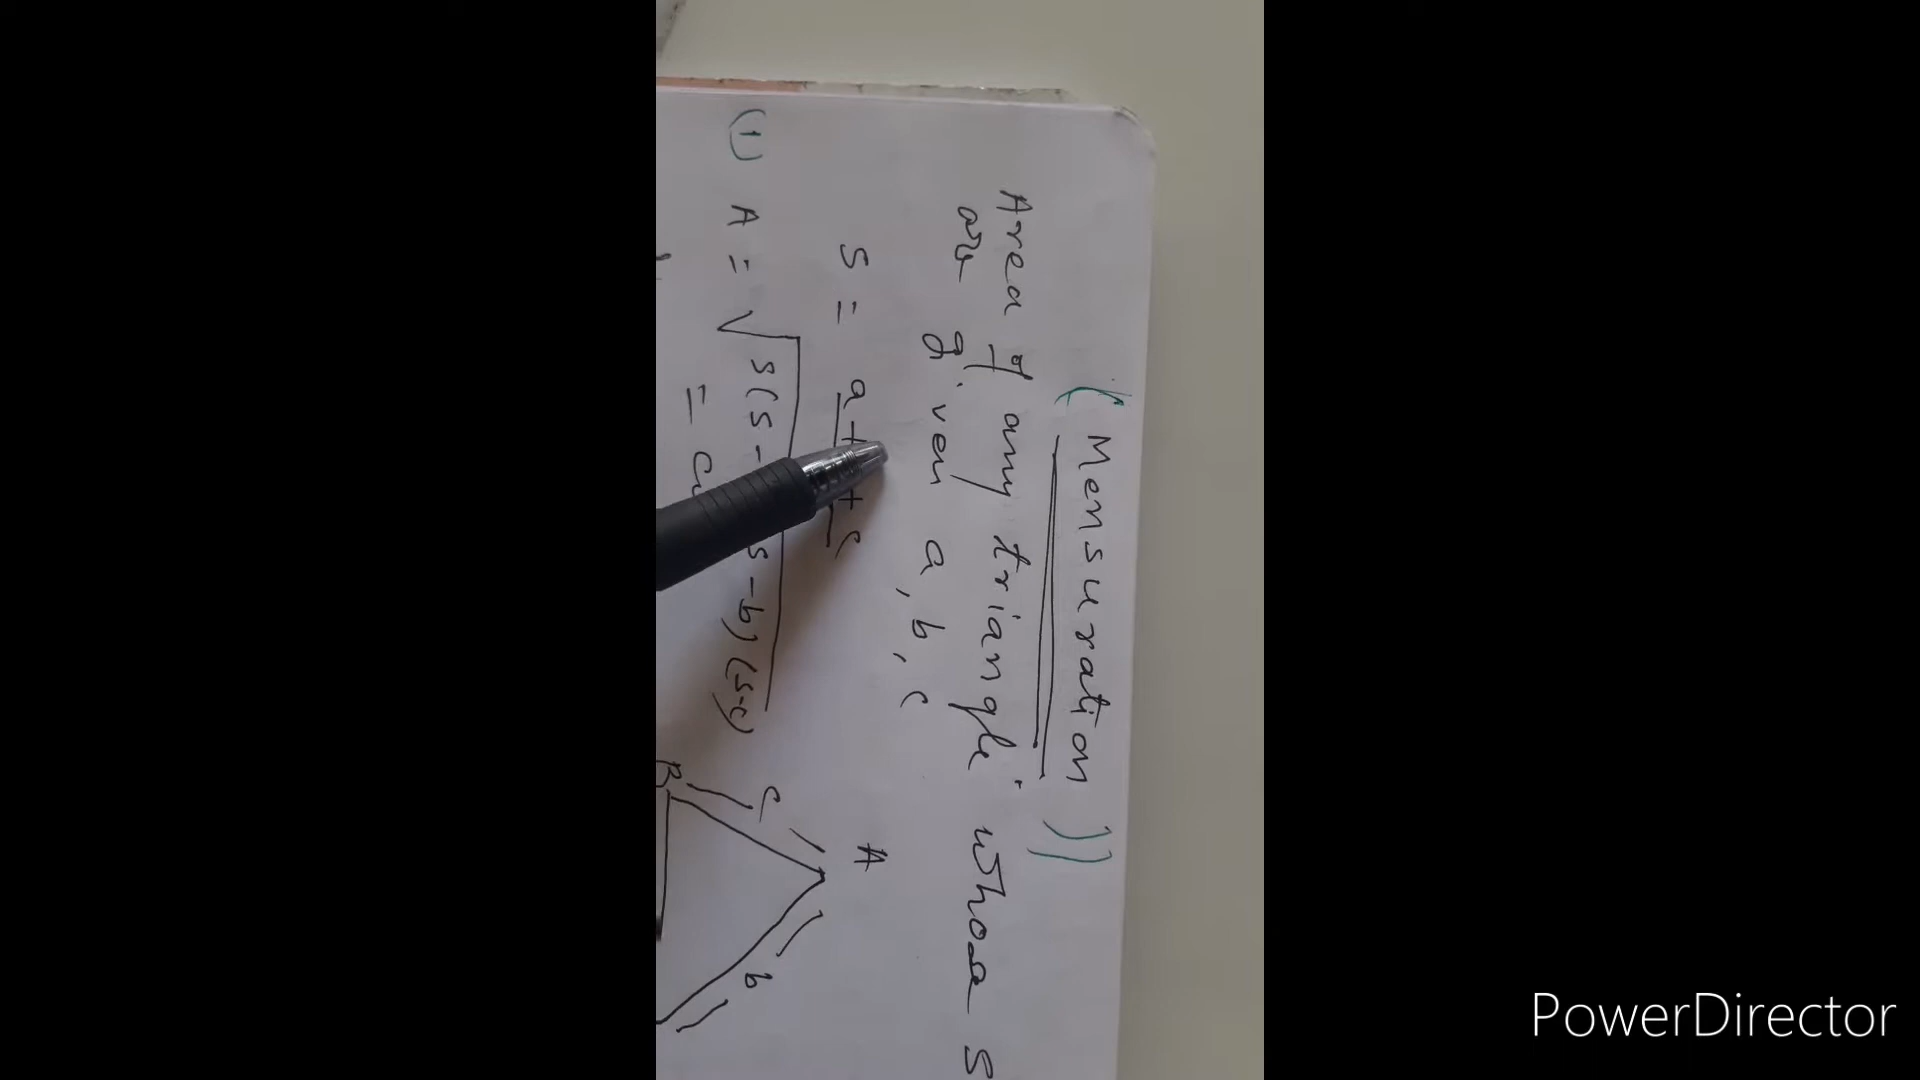 (( Mensuration ))
Area of any triangle whose S
are given a, b, c
S = a + + c
(1) A = √S(S- S-b)(S-c)
=
A
c
b
B
PowerDirector